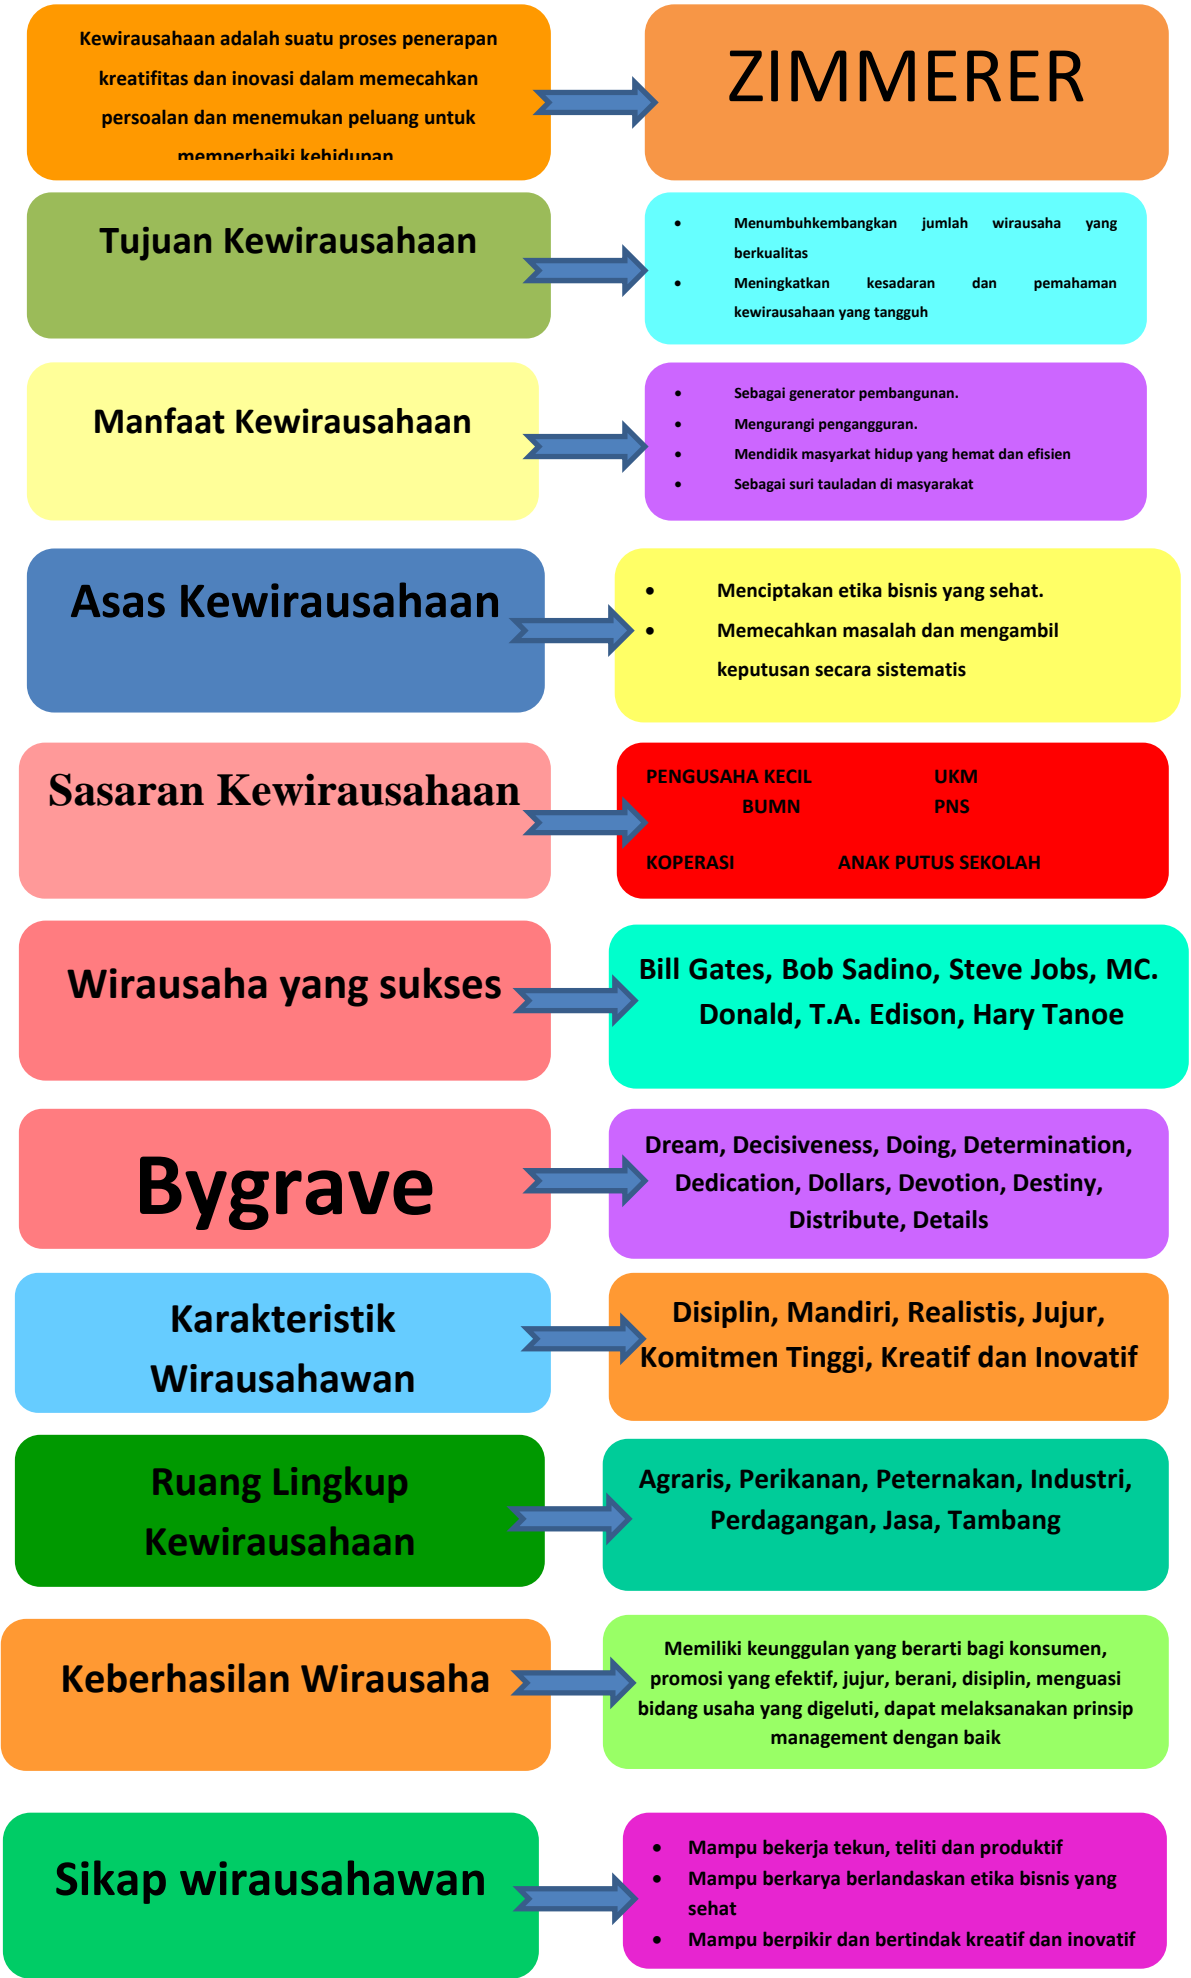 Kewirausahaan adalah suatu proses penerapan
kreatifitas dan inovasi dalam memecahkan
persoalan dan menemukan peluang untuk
memperbaiki kehidupan
ZIMMERER
Tujuan Kewirausahaan
• Menumbuhkembangkan jumlah wirausaha yang
berkualitas
• Meningkatkan kesadaran dan pemahaman
kewirausahaan yang tangguh
Manfaat Kewirausahaan
• Sebagai generator pembangunan.
• Mengurangi pengangguran.
• Mendidik masyarkat hidup yang hemat dan efisien
• Sebagai suri tauladan di masyarakat
Asas Kewirausahaan
• Menciptakan etika bisnis yang sehat.
• Memecahkan masalah dan mengambil
keputusan secara sistematis
Sasaran Kewirausahaan
PENGUSAHA KECIL UKM
BUMN PNS
KOPERASI ANAK PUTUS SEKOLAH
Wirausaha yang sukses
Bill Gates, Bob Sadino, Steve Jobs, MC.
Donald, T.A. Edison, Hary Tanoe
Bygrave
Dream, Decisiveness, Doing, Determination,
Dedication, Dollars, Devotion, Destiny,
Distribute, Details
Karakteristik
Wirausahawan
Disiplin, Mandiri, Realistis, Jujur,
Komitmen Tinggi, Kreatif dan Inovatif
Ruang Lingkup
Kewirausahaan
Agraris, Perikanan, Peternakan, Industri,
Perdagangan, Jasa, Tambang
Keberhasilan Wirausaha
Memiliki keunggulan yang berarti bagi konsumen,
promosi yang efektif, jujur, berani, disiplin, menguasi
bidang usaha yang digeluti, dapat melaksanakan prinsip
management dengan baik
Sikap wirausahawan
• Mampu bekerja tekun, teliti dan produktif
• Mampu berkarya berlandaskan etika bisnis yang
sehat
• Mampu berpikir dan bertindak kreatif dan inovatif